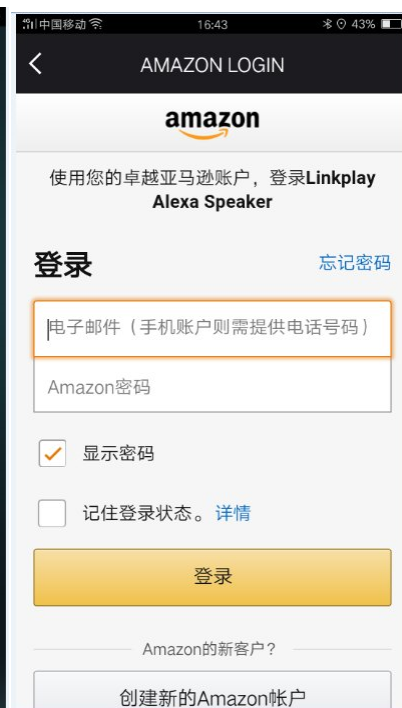 中国移动 16:43 43%
AMAZON LOGIN
amazon
使用您的卓越亚马逊账户，登录Linkplay
Alexa Speaker
登录 忘记密码
电子邮件（手机账户则需提供电话号码）
Amazon密码
显示密码
记住登录状态。详情
登录
Amazon的新客户？
创建新的Amazon帐户